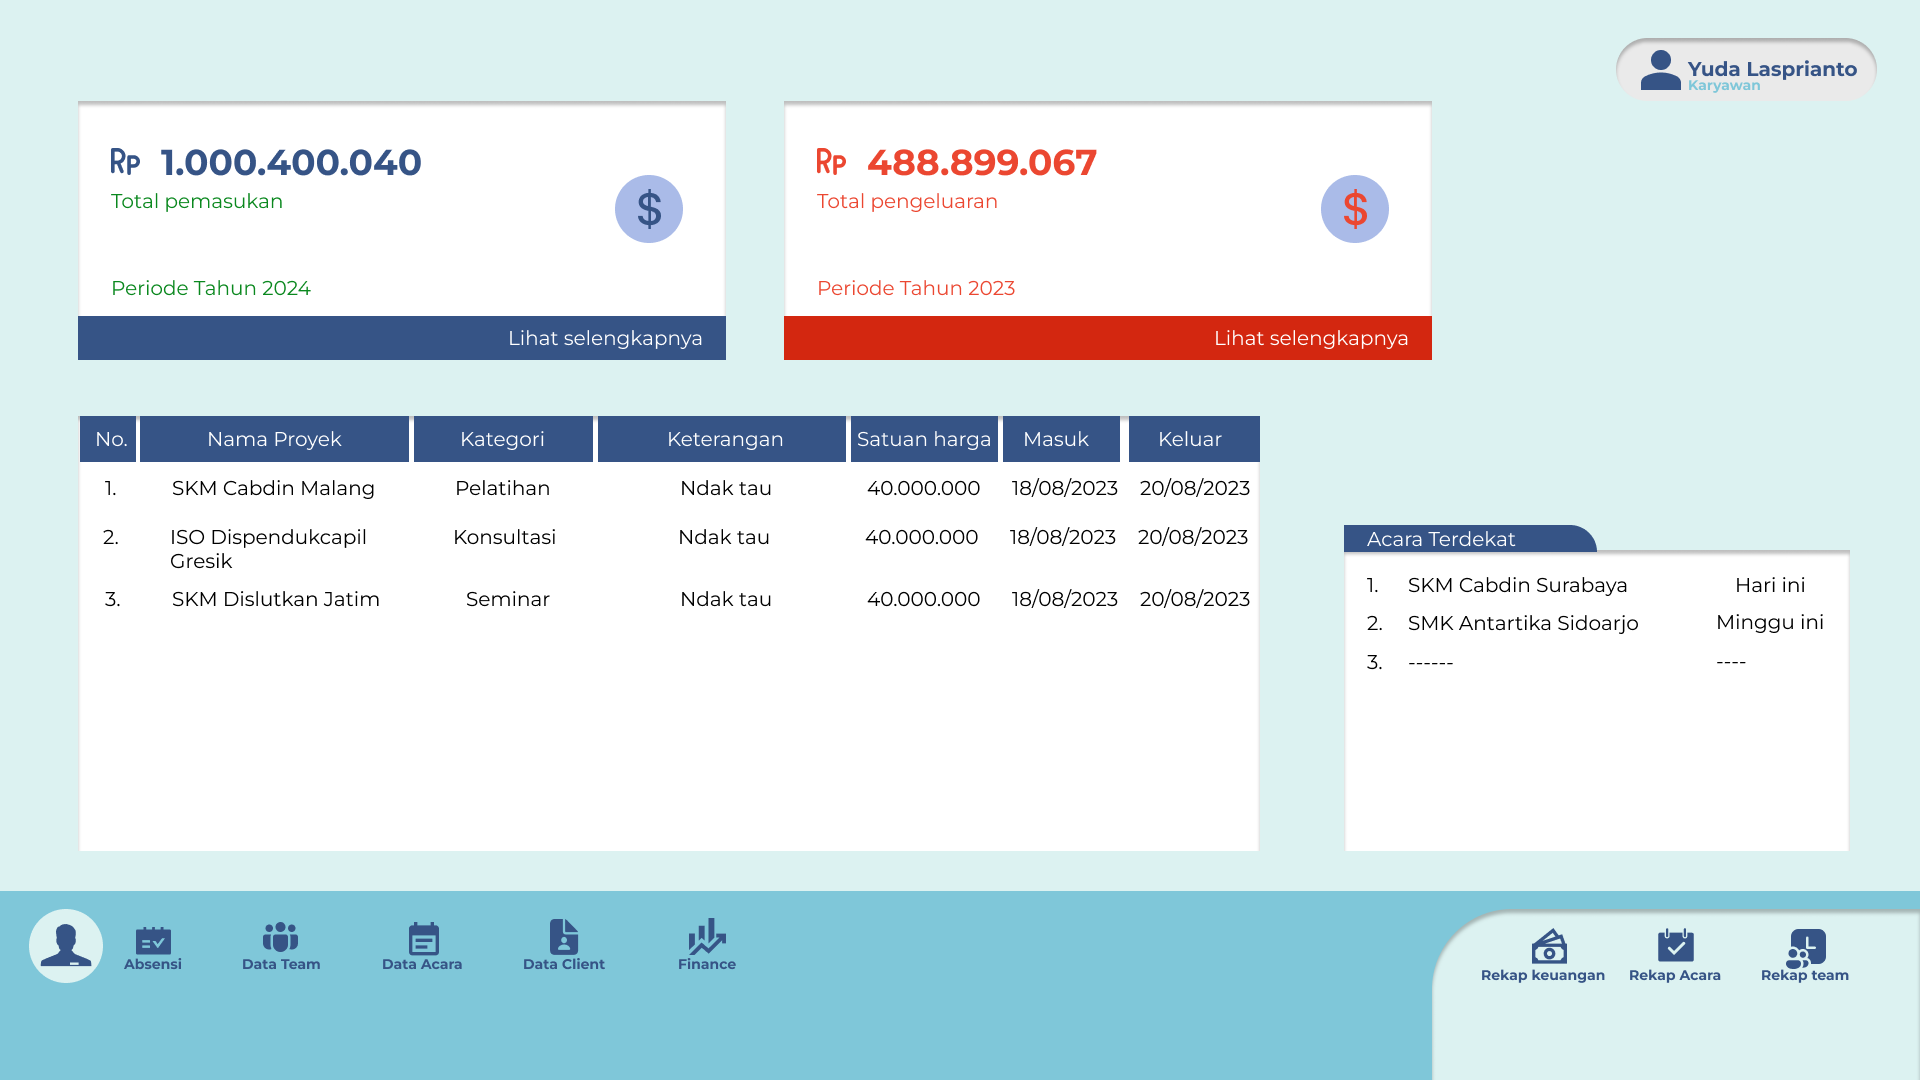 Yuda Lasprianto
Karyawan
Rp 1.000.400.040
Total pemasukan
$
Periode Tahun 2024
Lihat selengkapnya
Rp 488.899.067
Total pengeluaran
$
Periode Tahun 2023
Lihat selengkapnya
No. Nama Proyek Kategori Keterangan Satuan harga Masuk Keluar
1. SKM Cabdin Malang Pelatihan Ndak tau 40.000.000 18/08/2023 20/08/2023
2. ISO Dispendukcapil Konsultasi Ndak tau 40.000.000 18/08/2023 20/08/2023
Gresik
3. SKM Dislutkan Jatim Seminar Ndak tau 40.000.000 18/08/2023 20/08/2023
Acara Terdekat
1. SKM Cabdin Surabaya Hari ini
2. SMK Antartika Sidoarjo Minggu ini
3. ------ ----
Absensi Data Team Data Acara Data Client Finance
Rekap keuangan Rekap Acara Rekap team